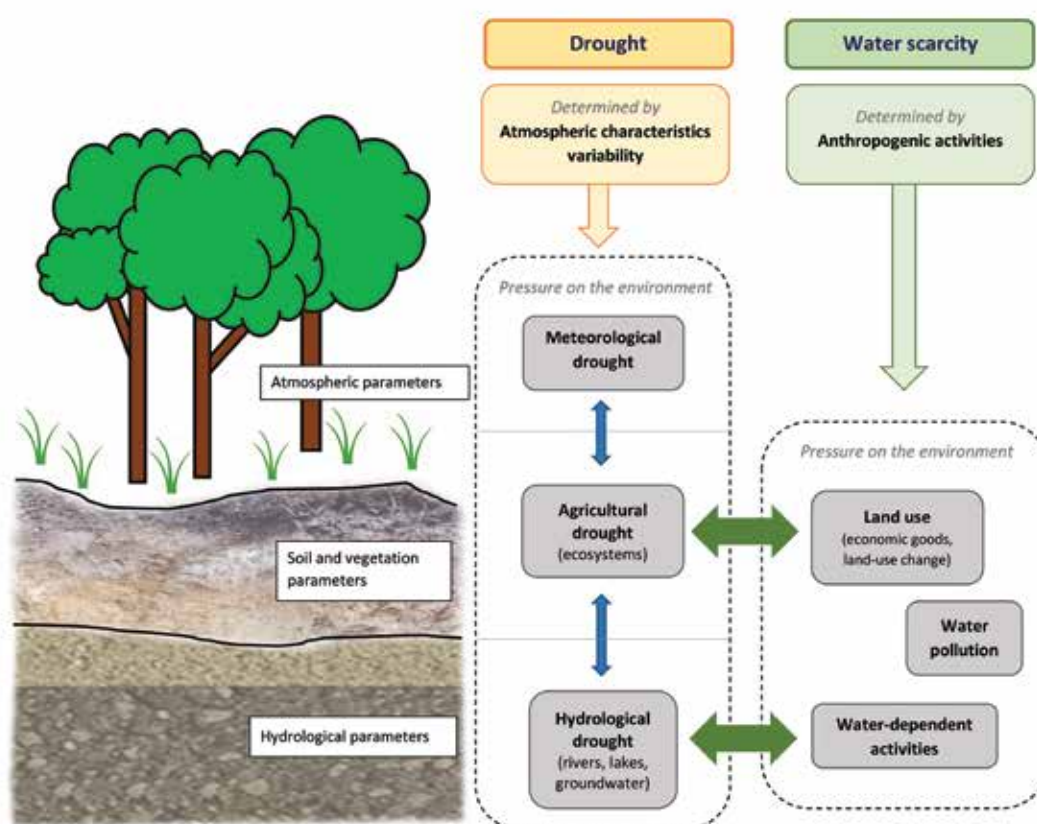 Drought
Water scarcity
Determined by
Atmospheric characteristics
variability
Determined by
Anthropogenic activities
Pressure on the environment
Meteorological
drought
Atmospheric parameters
Pressure on the environment
Agricultural
drought
(ecosystems)
Land use
(economic goods,
land-use change)
Soil and vegetation
parameters
Water
pollution
Hydrological
drought
(rivers, lakes,
groundwater)
Water-dependent
activities
Hydrological parameters